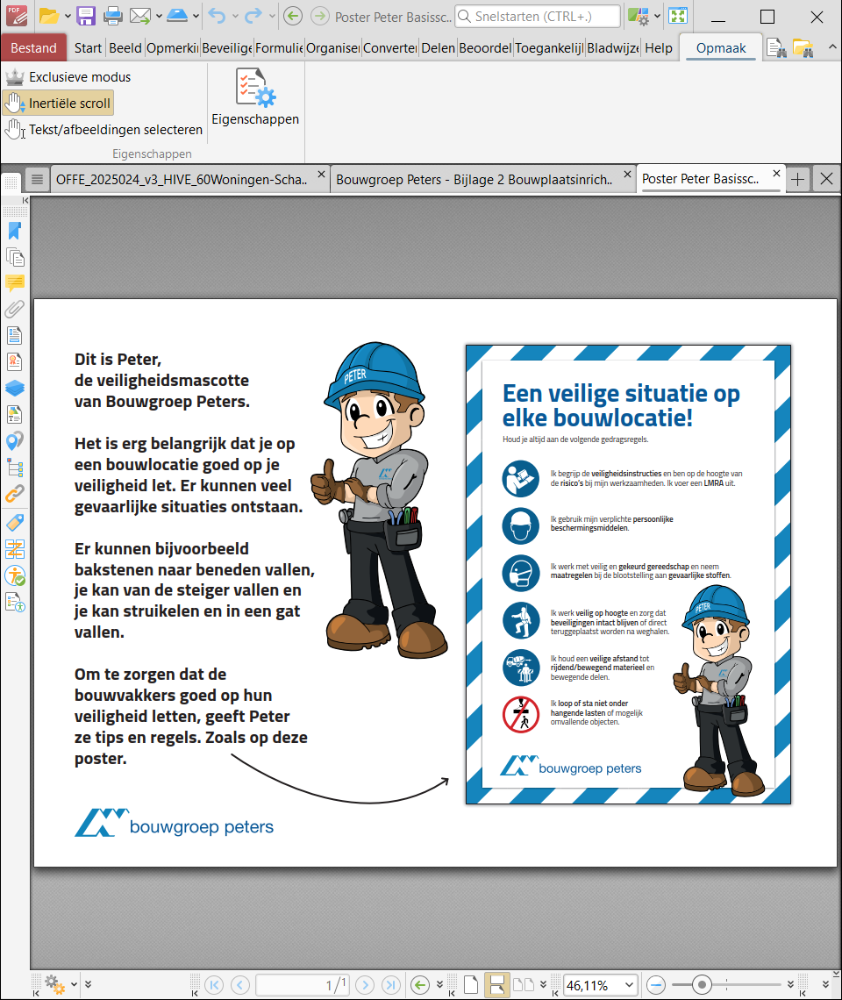 PDF
Poster Peter Basissc..
Snelstarten (CTRL+.)
Bestand
Start
Beeld
Opmerki
Beveilige
Formulie
Organiser
Converter
Delen
Beoordel
Toegankelijl
Bladwijze
Help
Opmaak
Exclusieve modus
Inertiële scroll
Tekst/afbeeldingen selecteren
Eigenschappen
Eigenschappen
OFFE_2025024_v3_HIVE_60Woningen-Scha..
Bouwgroep Peters - Bijlage 2 Bouwplaatsinrich..
Poster Peter Basissc..
Dit is Peter,
de veiligheidsmascotte
van Bouwgroep Peters.
Het is erg belangrijk dat je op
een bouwlocatie goed op je
veiligheid let. Er kunnen veel
gevaarlijke situaties ontstaan.
Er kunnen bijvoorbeeld
bakstenen naar beneden vallen,
je kan van de steiger vallen en
je kan struikelen en in een gat
vallen.
Om te zorgen dat de
bouwvakkers goed op hun
veiligheid letten, geeft Peter
ze tips en regels. Zoals op deze
poster.
bouwgroep peters
PETER
Een veilige situatie op
elke bouwlocatie!
Houd je altijd aan de volgende gedragsregels.
Ik begrijp de veiligheidsinstructies en ben op de hoogte van
de risico's bij mijn werkzaamheden. Ik voer een LMRA uit.
Ik gebruik mijn verplichte persoonlijke
beschermingsmiddelen.
Ik werk met veilig en gekeurd gereedschap en neem
maatregelen bij de blootstelling aan gevaarlijke stoffen.
Ik werk veilig op hoogte en zorg dat
beveiligingen intact blijven of direct
teruggeplaatst worden na weghalen.
Ik houd een veilige afstand tot
rijdend/bewegend materieel en
bewegende delen.
Ik loop of sta niet onder
hangende lasten of mogelijk
omvallende objecten.
PETER
bouwgroep peters
1/1
46,11%